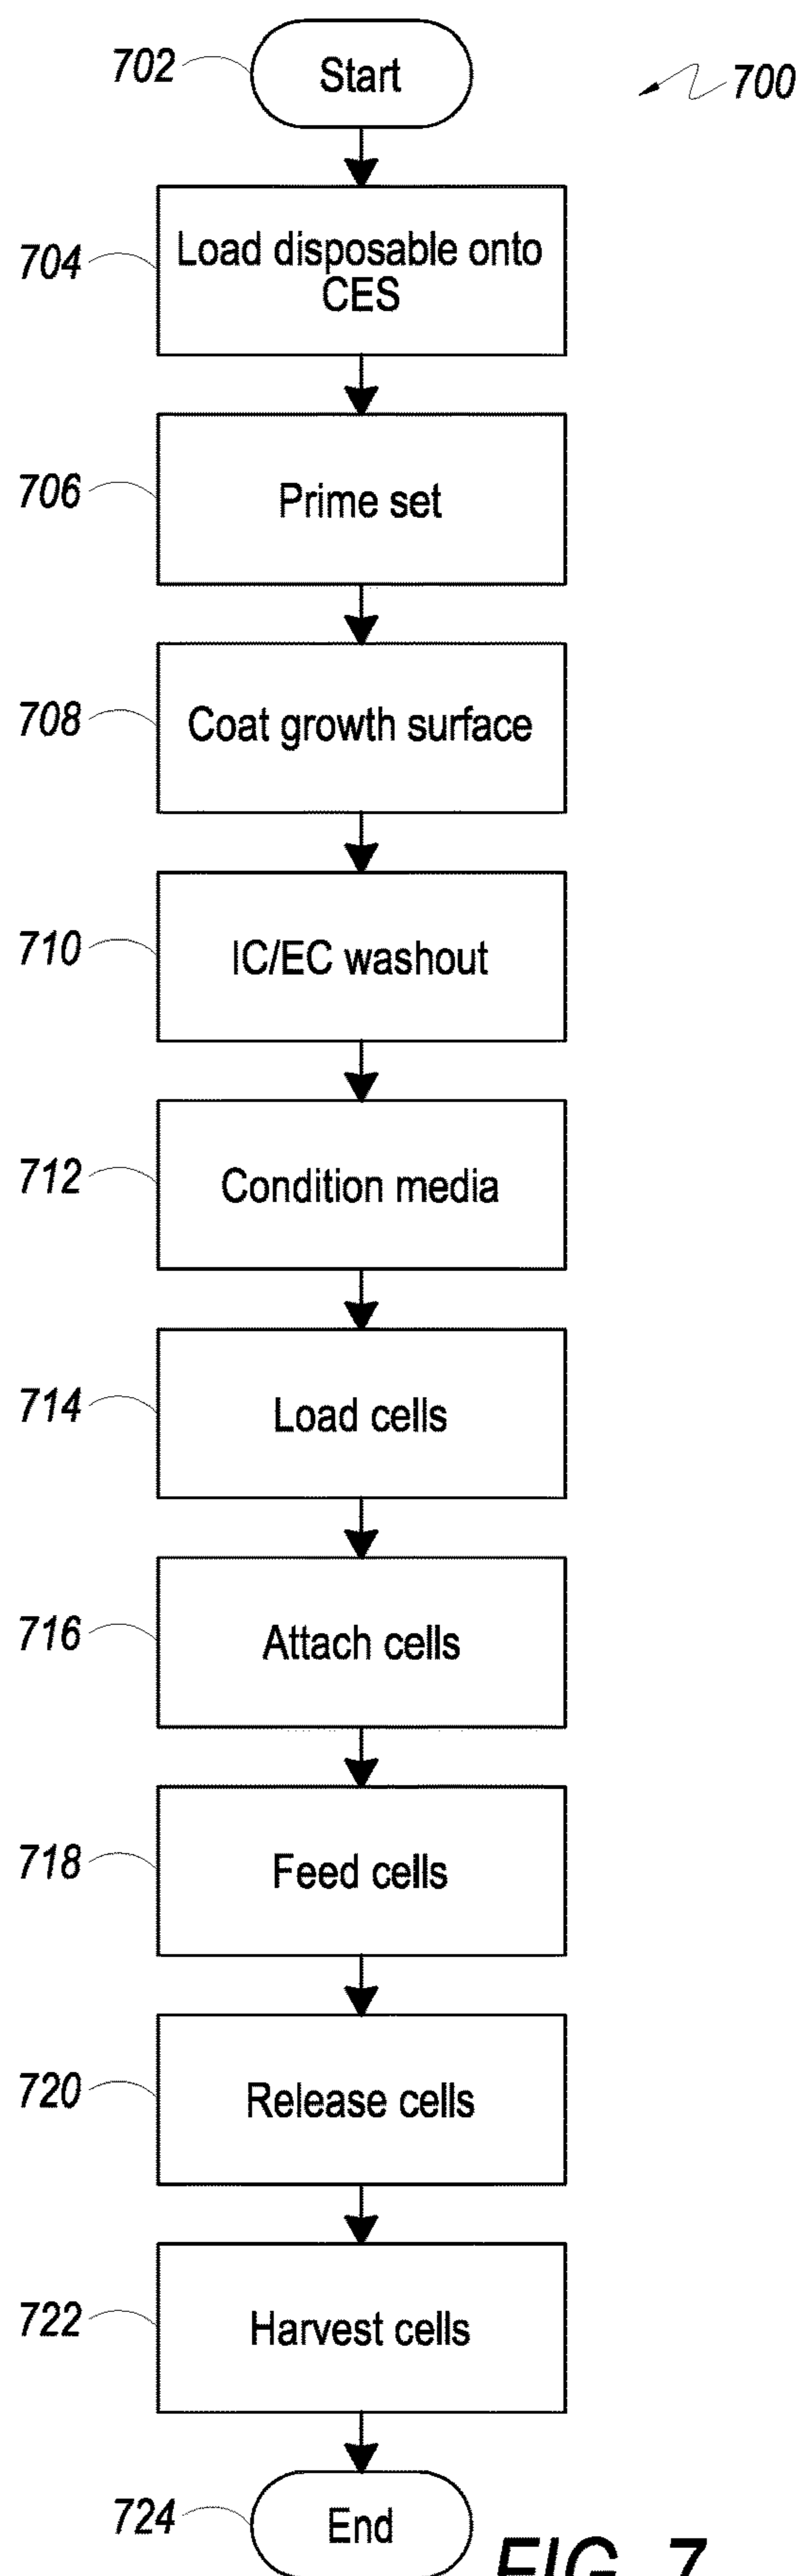 702
Start
700
704
Load disposable onto
CES
706
Prime set
708
Coat growth surface
710
IC/EC washout
712
Condition media
714
Load cells
716
Attach cells
718
Feed cells
720
Release cells
722
Harvest cells
724
End
FIG. 7